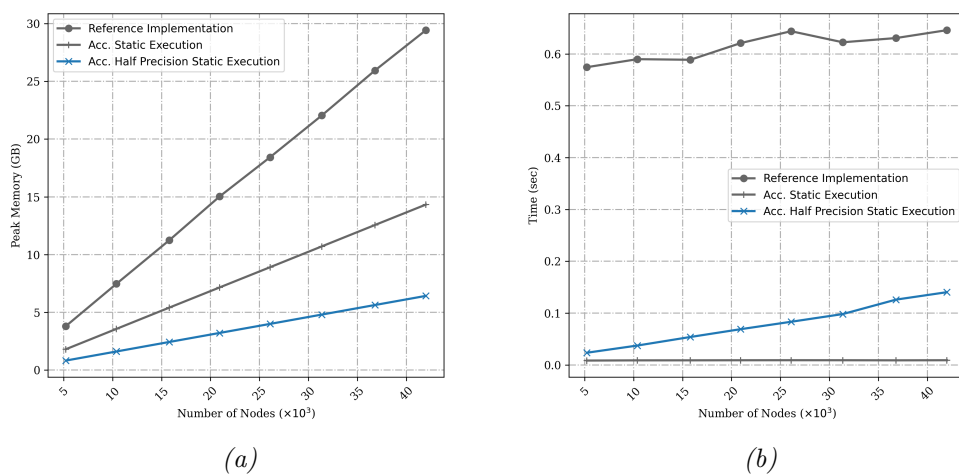 Reference Implementation
Acc. Static Execution
Acc. Half Precision Static Execution
Peak Memory (GB)
30
25
20
15
10
5
0
5
10
15
20
25
30
35
40
Number of Nodes (×10³)
(a)
Reference Implementation
Acc. Static Execution
Acc. Half Precision Static Execution
Time (sec)
0.6
0.5
0.4
0.3
0.2
0.1
0.0
5
10
15
20
25
30
35
40
Number of Nodes (×10³)
(b)